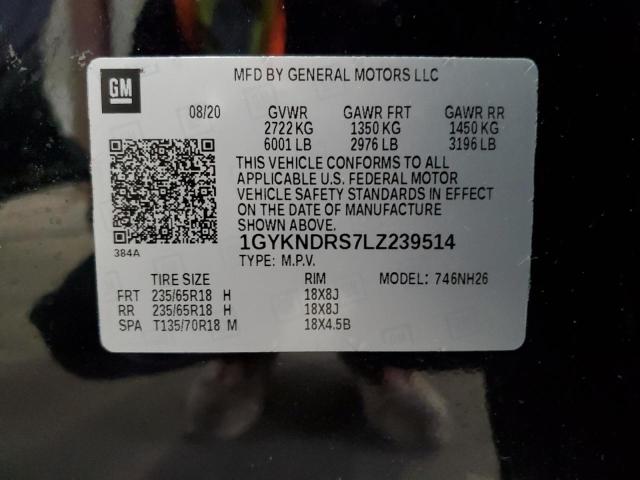 GM
MFD BY GENERAL MOTORS LLC
08/20 GVWR GAWR FRT GAWR RR
2722 KG 1350 KG 1450 KG
6001 LB 2976 LB 3196 LB
THIS VEHICLE CONFORMS TO ALL
APPLICABLE U.S. FEDERAL MOTOR
VEHICLE SAFETY STANDARDS IN EFFECT
ON THE DATE OF MANUFACTURE
SHOWN ABOVE.
384A
1GYKNDRS7LZ239514
TYPE: M.P.V.
TIRE SIZE RIM MODEL: 746NH26
FRT 235/65R18 H 18X8J
RR 235/65R18 H 18X8J
SPA T135/70R18 M 18X4.5B